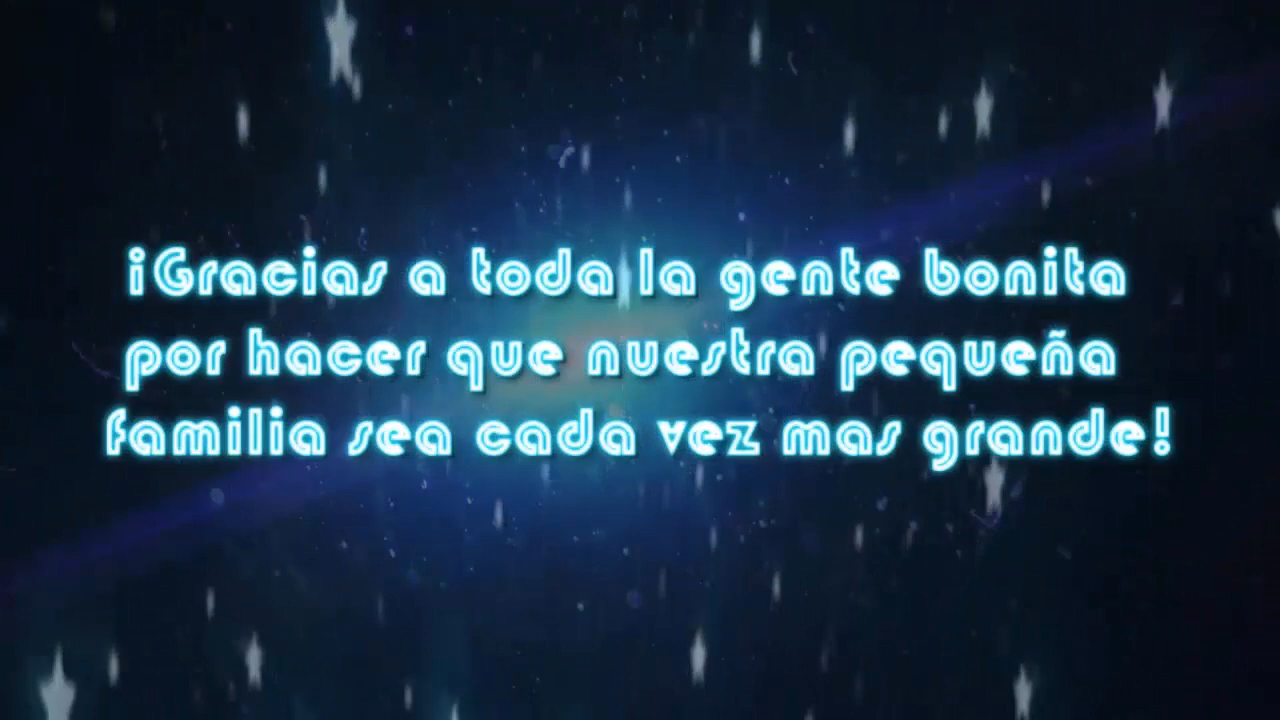 ¡Gracias a toda la gente bonita
por hacer que nuestra pequeña
familia sea cada vez mas grande!